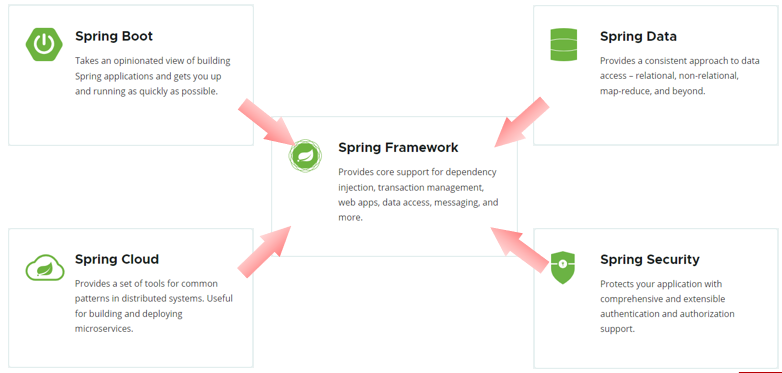 Spring Boot
Takes an opinionated view of building
Spring applications and gets you up
and running as quickly as possible.
Spring Data
Provides a consistent approach to data
access – relational, non-relational,
map-reduce, and beyond.
Spring Framework
Provides core support for dependency
injection, transaction management,
web apps, data access, messaging, and
more.
Spring Cloud
Provides a set of tools for common
patterns in distributed systems. Useful
for building and deploying
microservices.
Spring Security
Protects your application with
comprehensive and extensible
authentication and authorization
support.